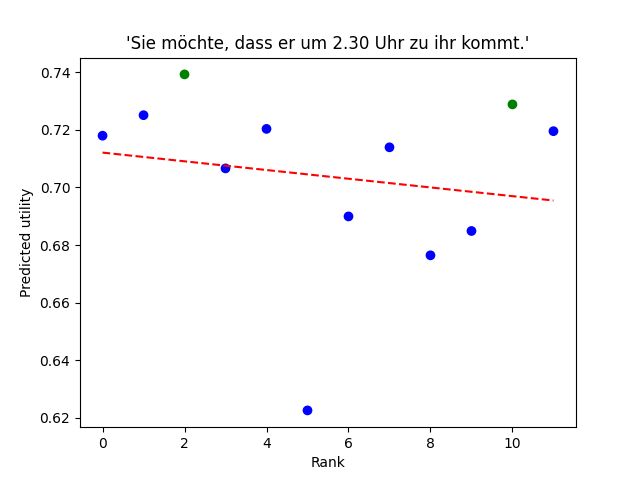 'Sie möchte, dass er um 2.30 Uhr zu ihr kommt.'
Predicted utility
0.74
0.72
0.70
0.68
0.66
0.64
0.62
0 2 4 6 8 10
Rank